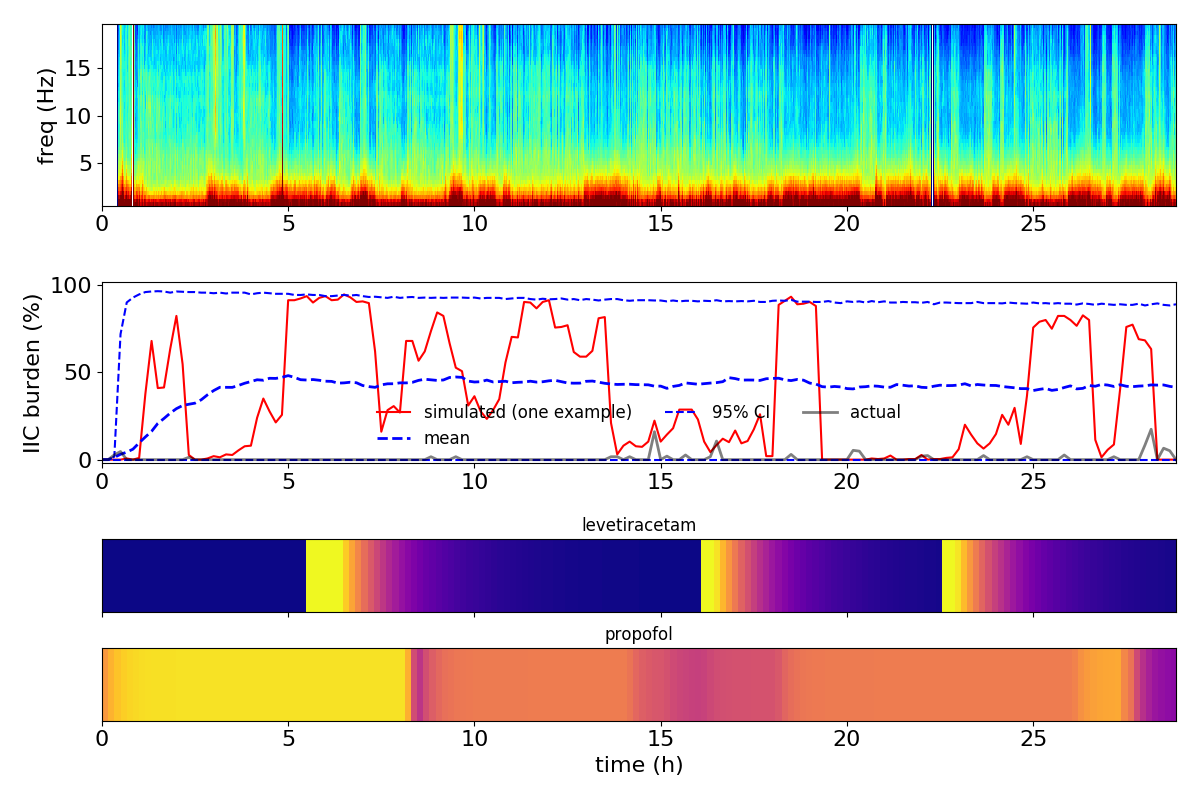 freq (Hz)
15
10
5
0 5 10 15 20 25
IIC burden (%)
100
50
0
simulated (one example) 95% CI actual
mean
0 5 10 15 20 25
levetiracetam
propofol
0 5 10 15 20 25
time (h)